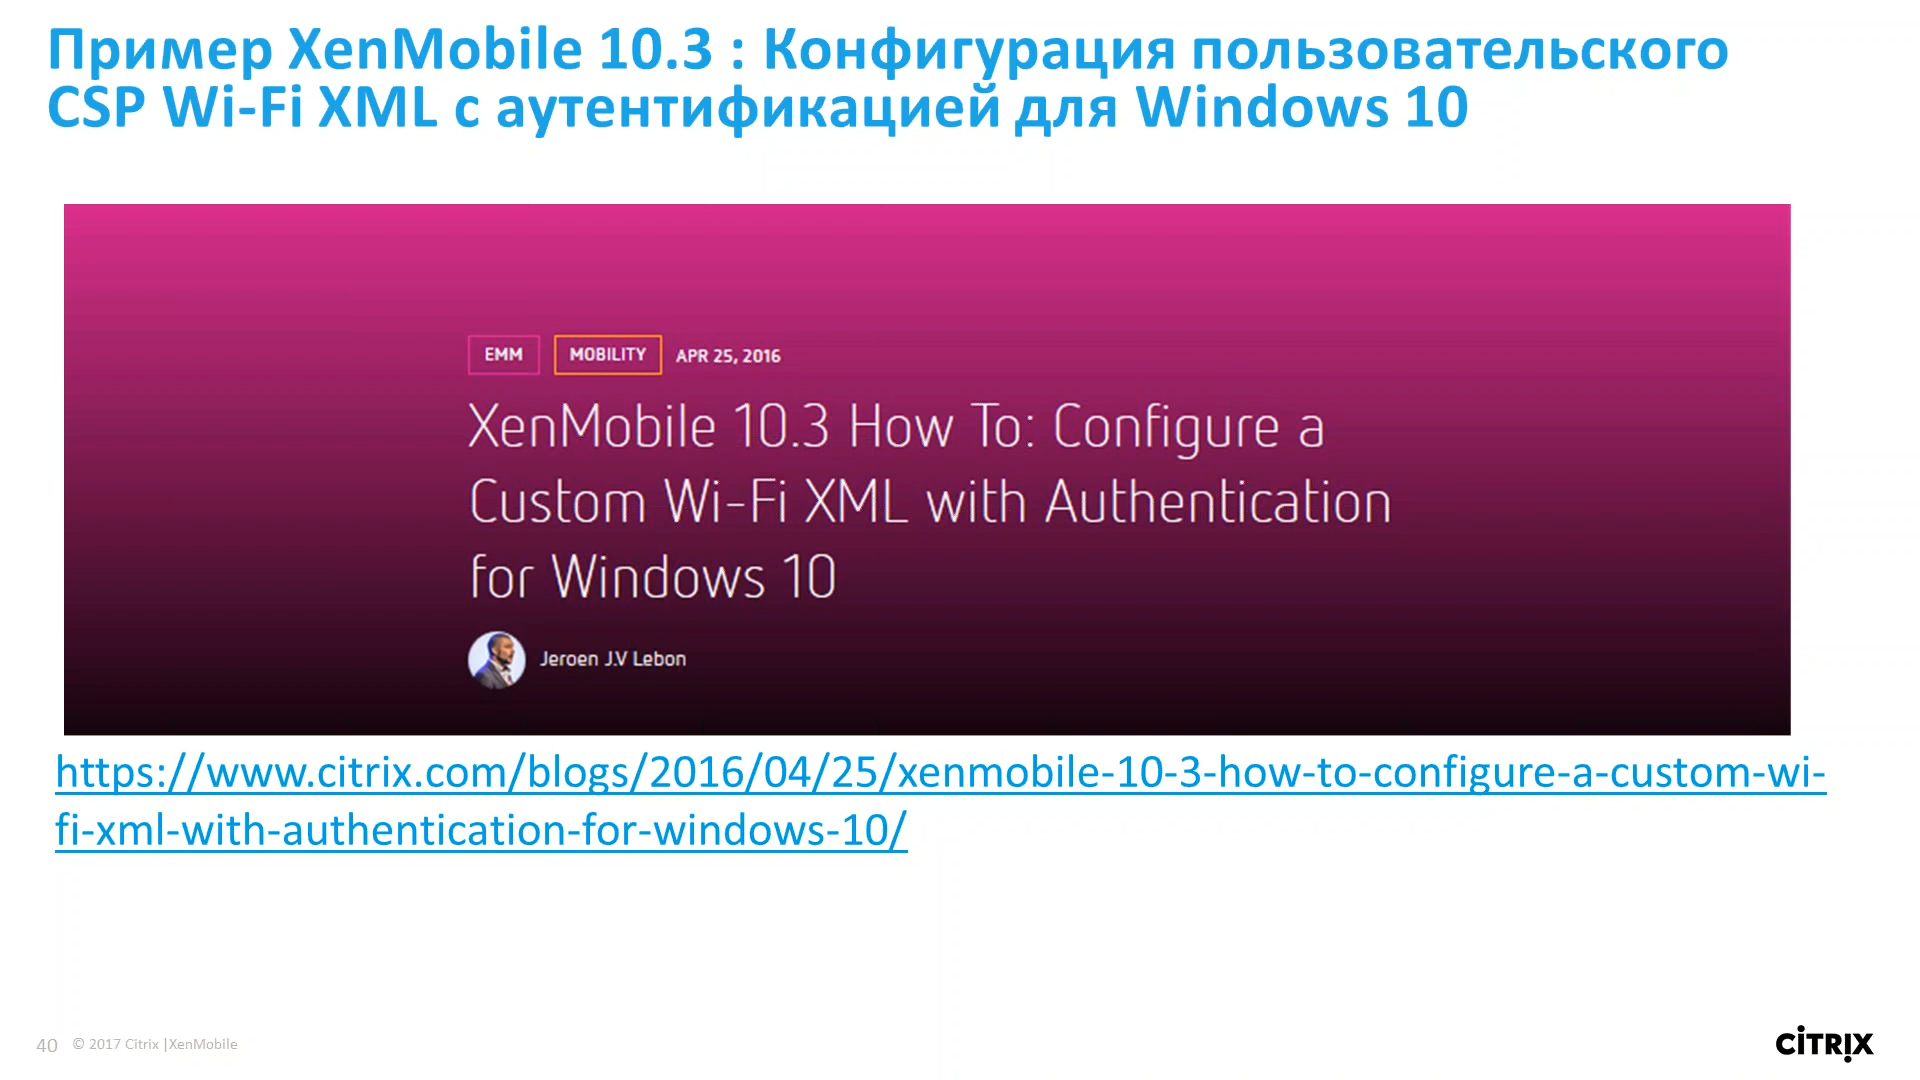 Пример XenMobile 10.3 : Конфигурация пользовательского
CSP Wi-Fi XML с аутентификацией для Windows 10
EMM MOBILITY APR 25, 2016
XenMobile 10.3 How To: Configure a
Custom Wi-Fi XML with Authentication
for Windows 10
Jeroen J.V Lebon
https://www.citrix.com/blogs/2016/04/25/xenmobile-10-3-how-to-configure-a-custom-wi-
fi-xml-with-authentication-for-windows-10/
40 © 2017 Citrix |XenMobile
CITRIX